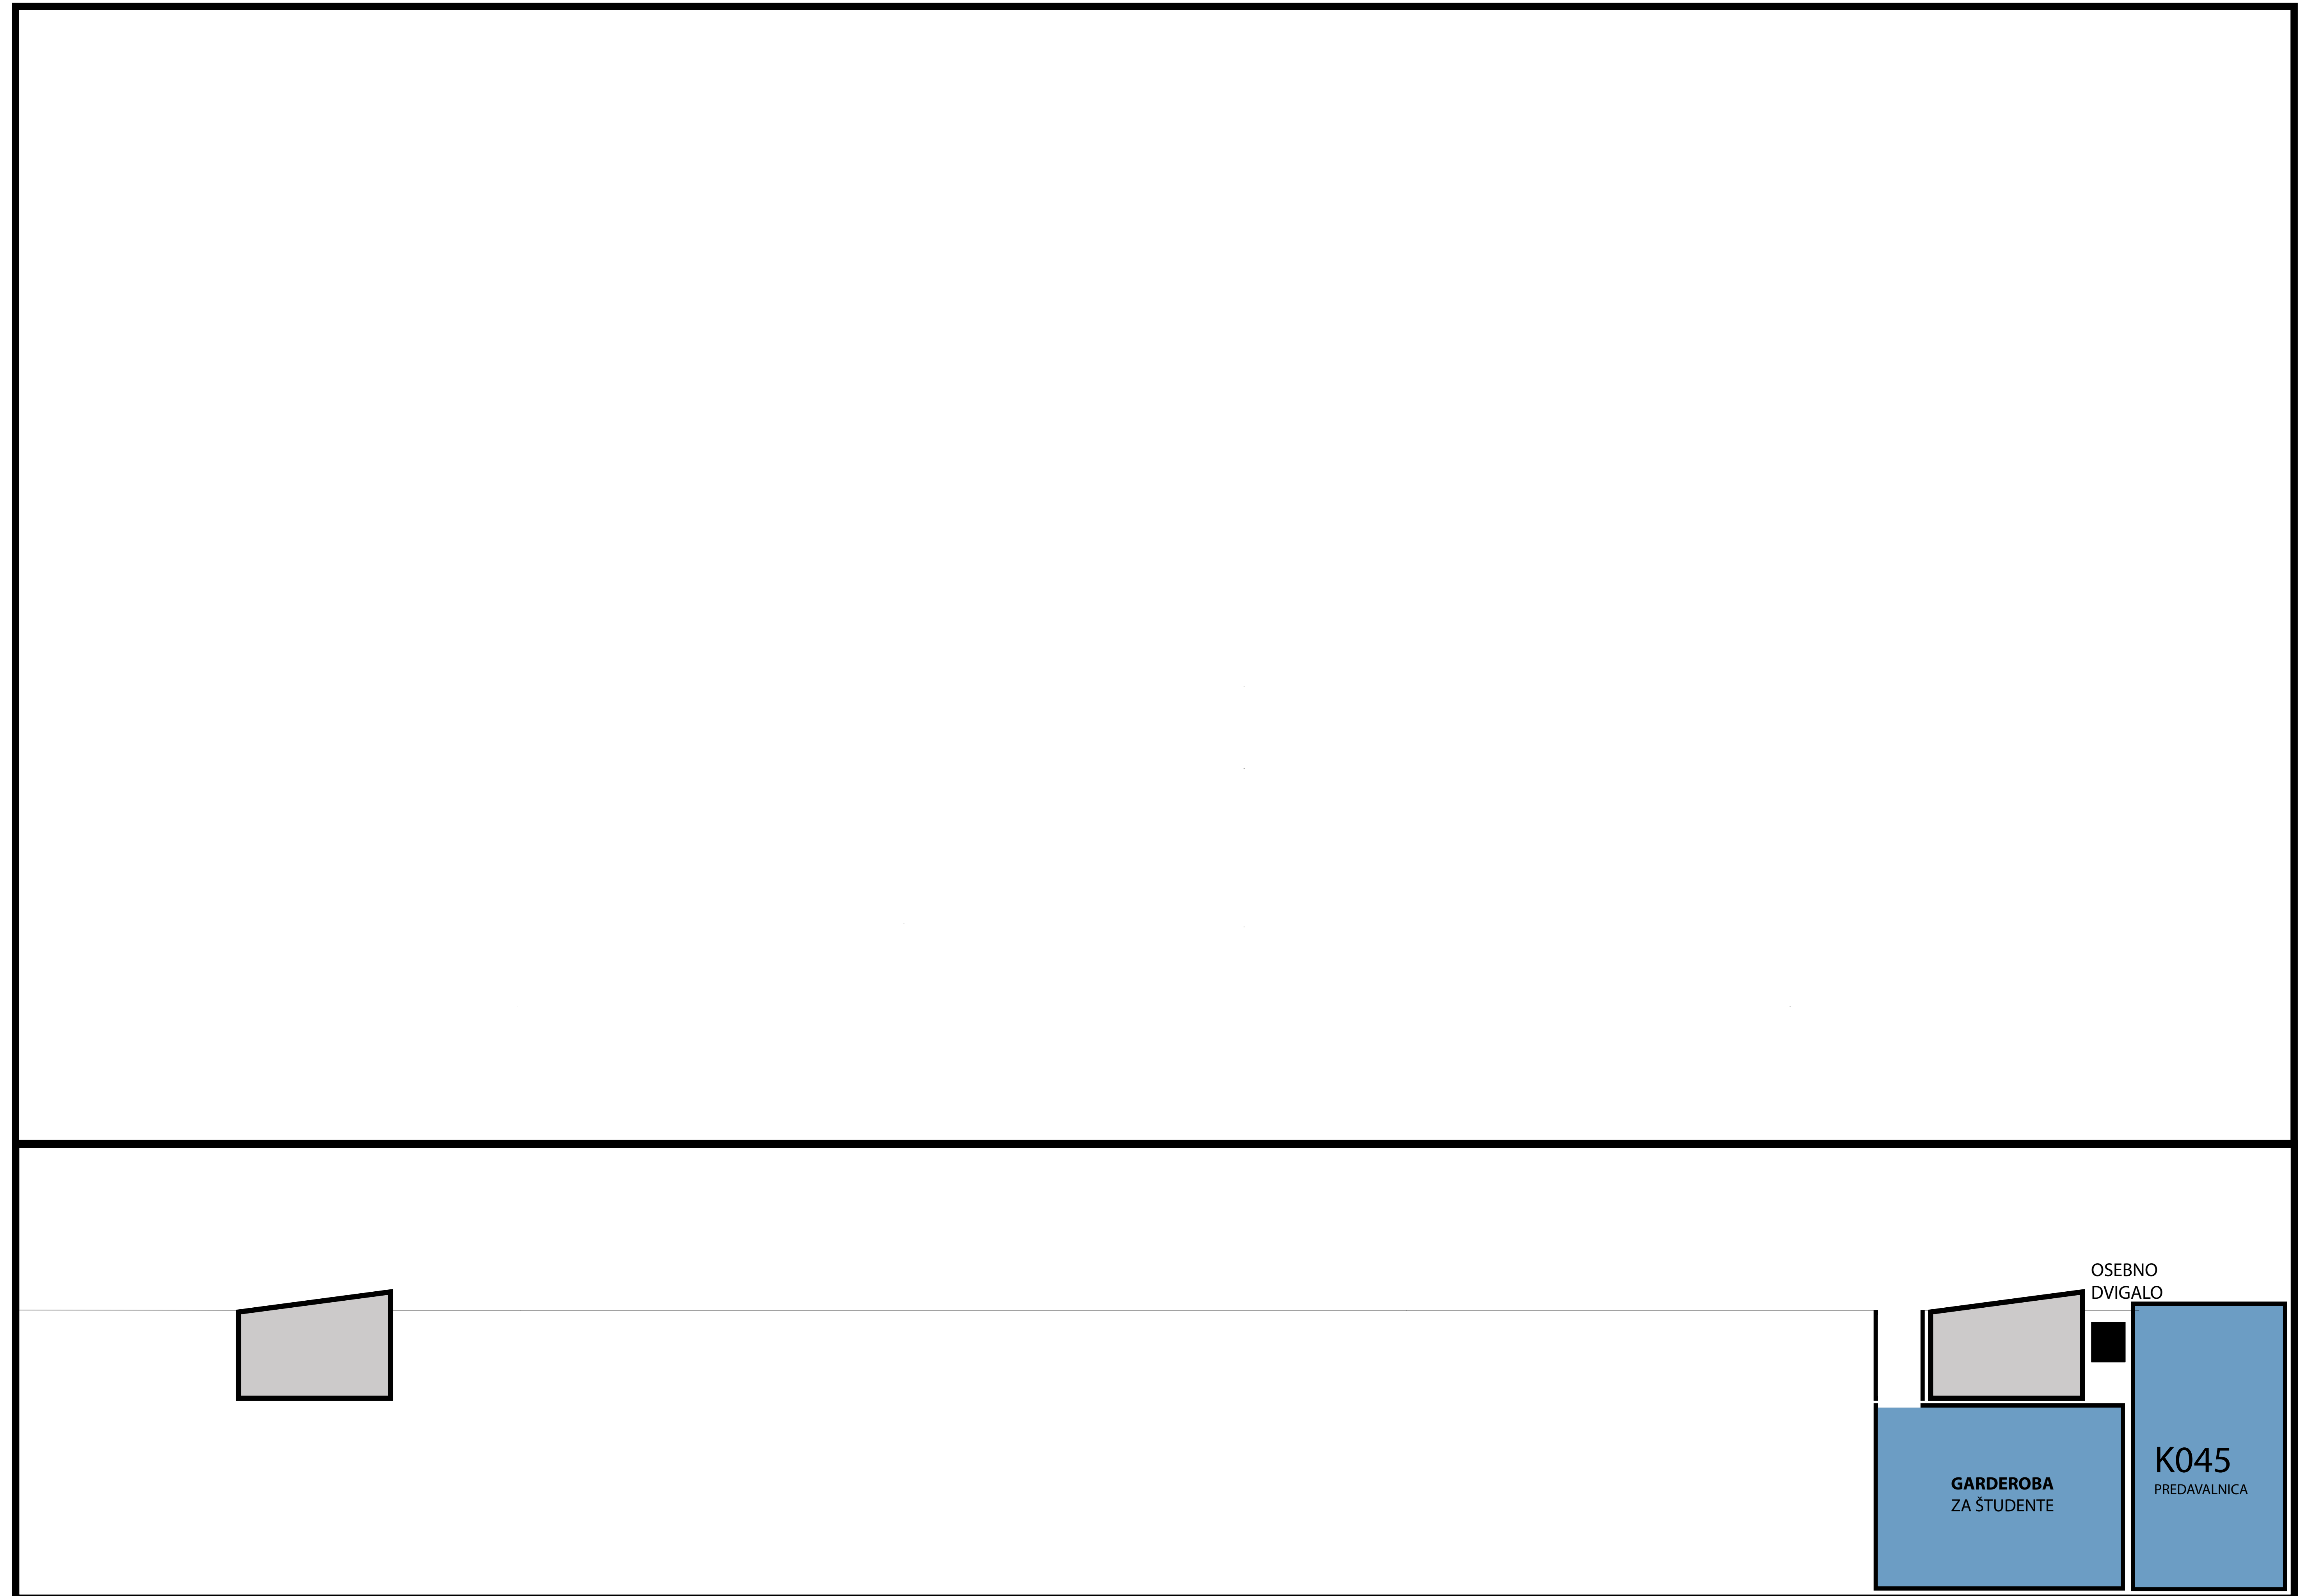 OSEBNO
DVIGALO
K045
PREDAVALNICA
GARDEROBA
ZA ŠTUDENTE